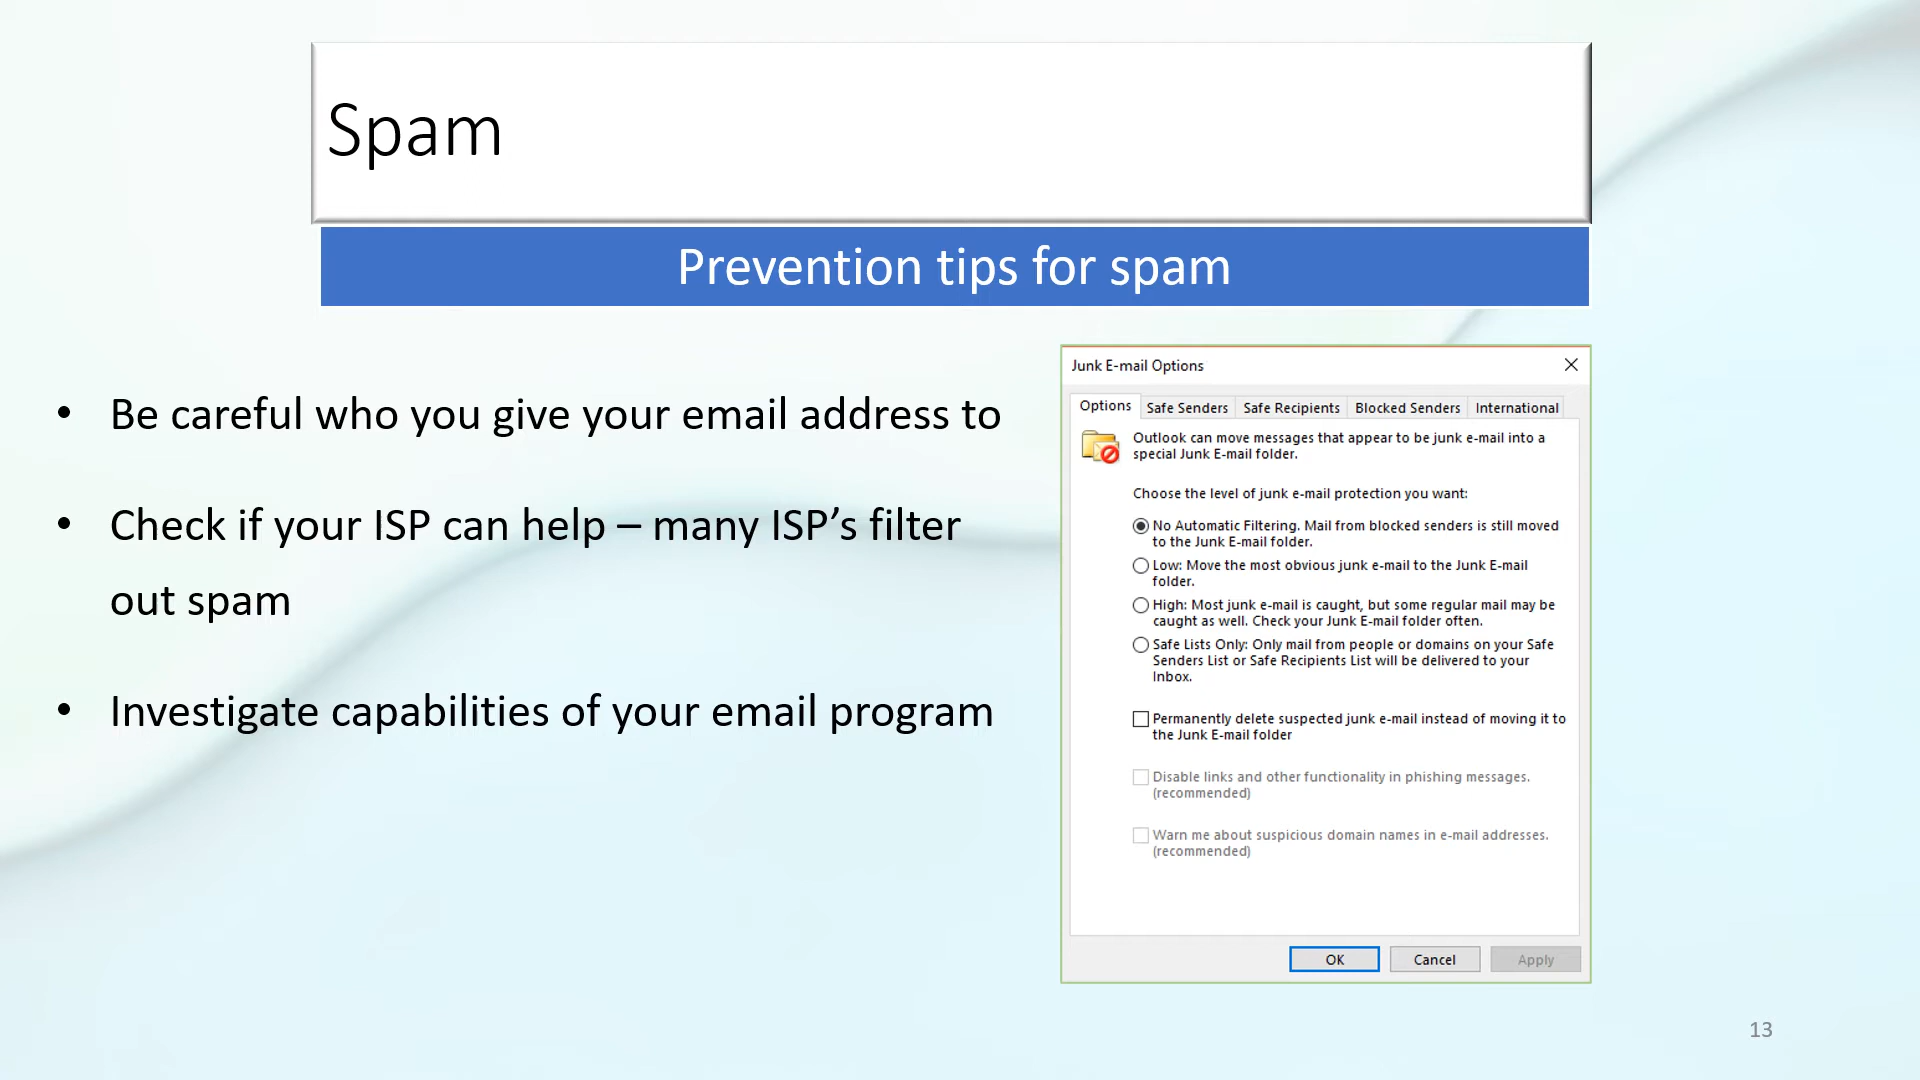 Spam
Prevention tips for spam
• Be careful who you give your email address to
• Check if your ISP can help – many ISP’s filter
out spam
• Investigate capabilities of your email program
Junk E-mail Options
Options Safe Senders Safe Recipients Blocked Senders International
Outlook can move messages that appear to be junk e-mail into a
special Junk E-mail folder.
Choose the level of junk e-mail protection you want:
No Automatic Filtering. Mail from blocked senders is still moved
to the Junk E-mail folder.
Low: Move the most obvious junk e-mail to the Junk E-mail
folder.
High: Most junk e-mail is caught, but some regular mail may be
caught as well. Check your Junk E-mail folder often.
Safe Lists Only: Only mail from people or domains on your Safe
Senders List or Safe Recipients List will be delivered to your
Inbox.
Permanently delete suspected junk e-mail instead of moving it to
the Junk E-mail folder
Disable links and other functionality in phishing messages.
(recommended)
Warn me about suspicious domain names in e-mail addresses.
(recommended)
OK Cancel Apply
13